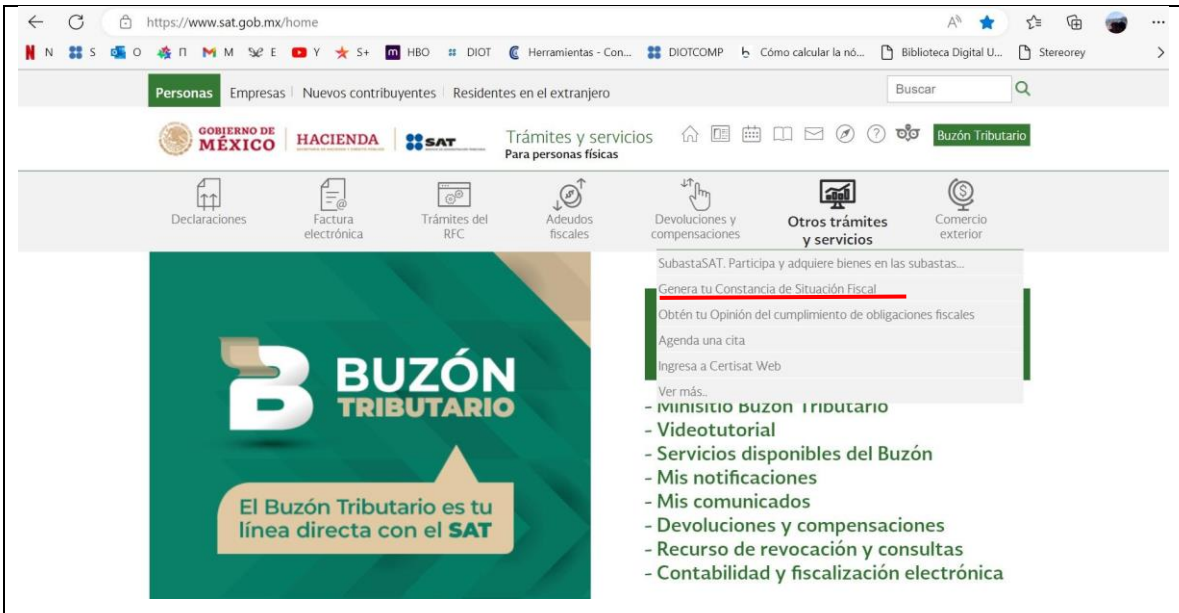 https://www.sat.gob.mx/home
N N S O П M M E Y S+ m HBO DIOT Herramientas - Con... DIOTCOMP Cómo calcular la nó... Biblioteca Digital U... Stereorey
Personas Empresas Nuevos contribuyentes Residentes en el extranjero Buscar
GOBIERNO DE MÉXICO HACIENDA SAT Trámites y servicios Buzón Tributario
Para personas físicas
Declaraciones
Factura electrónica
Trámites del RFC
Adeudos fiscales
Devoluciones y compensaciones
Otros trámites y servicios
Comercio exterior
SubastaSAT. Participa y adquiere bienes en las subastas...
Genera tu Constancia de Situación Fiscal
Obtén tu Opinión del cumplimiento de obligaciones fiscales
Agenda una cita
Ingresa a Certisat Web
Ver más..
B BUZÓN
TRIBUTARIO
El Buzón Tributario es tu
línea directa con el SAT
- Minisitio Buzón Tributario
- Videotutorial
- Servicios disponibles del Buzón
- Mis notificaciones
- Mis comunicados
- Devoluciones y compensaciones
- Recurso de revocación y consultas
- Contabilidad y fiscalización electrónica